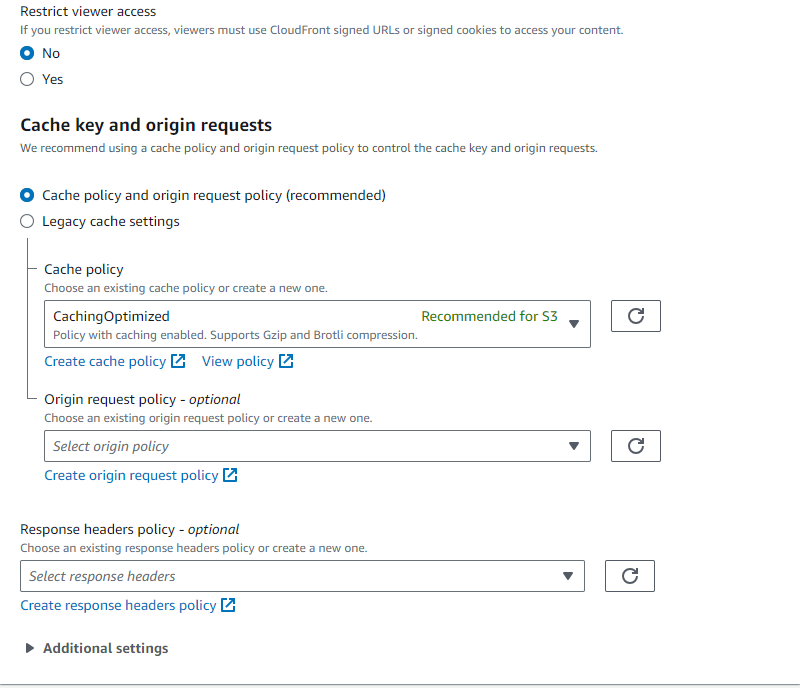 Restrict viewer access
If you restrict viewer access, viewers must use CloudFront signed URLs or signed cookies to access your content.
No
Yes
Cache key and origin requests
We recommend using a cache policy and origin request policy to control the cache key and origin requests.
Cache policy and origin request policy (recommended)
Legacy cache settings
Cache policy
Choose an existing cache policy or create a new one.
CachingOptimized Recommended for S3
Policy with caching enabled. Supports Gzip and Brotli compression.
Create cache policy View policy
Origin request policy - optional
Choose an existing origin request policy or create a new one.
Select origin policy
Create origin request policy
Response headers policy - optional
Choose an existing response headers policy or create a new one.
Select response headers
Create response headers policy
Additional settings